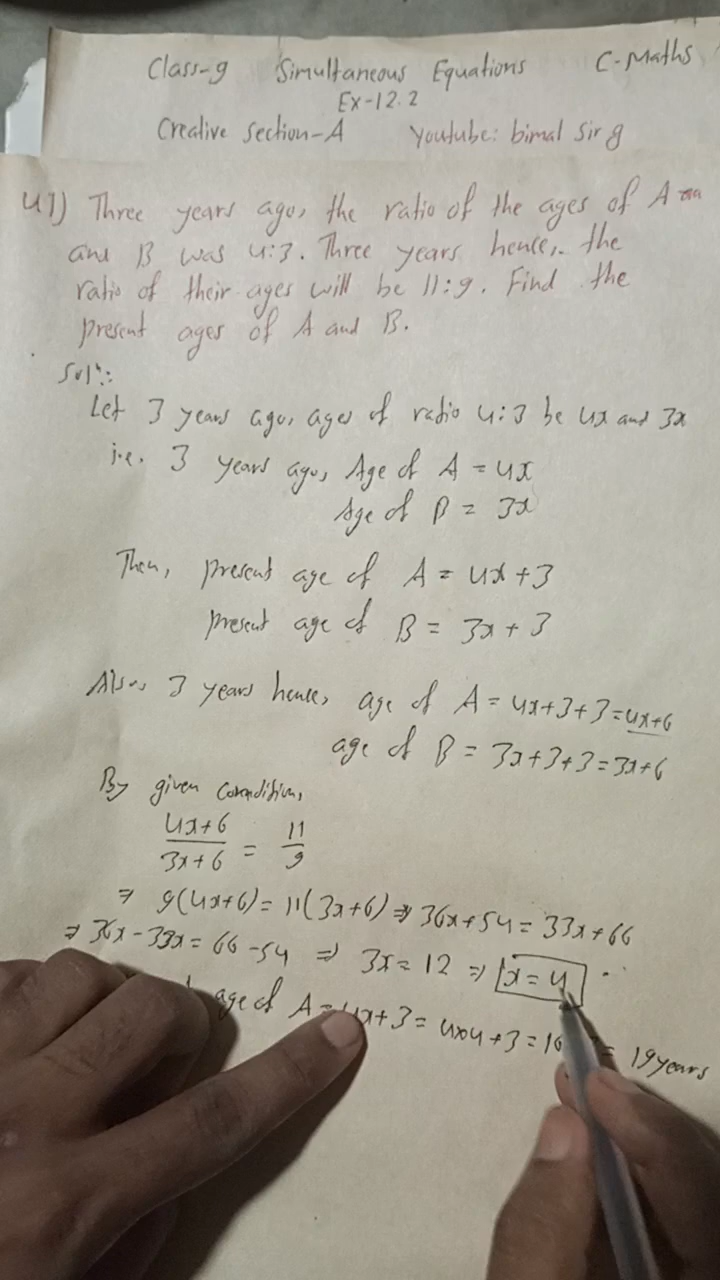 Class-9 Simultaneous Equations C-Maths
Ex-12.2
Creative Section-A Youtube: bimal Sir 9
41) Three years ago, the ratio of the ages of A
and B was 4:3. Three years hence, the
ratio of their ages will be 11:9. Find the
present ages of A and B.
Solⁿ:
Let 3 years ago, ages of ratio 4:3 be 4x and 3x
i.e. 3 years ago, Age of A = 4x
Age of B = 3x
Then, present age of A = 4x + 3
present age of B = 3x + 3
Also, 3 years hence, age of A = 4x+3+3=4x+6
age of B = 3x+3+3=3x+6
By given condition,
4x+6/3x+6 = 11/9
⇒ 9(4x+6) = 11(3x+6) ⇒ 36x+54 = 33x+66
⇒ 36x-33x = 66-54 ⇒ 3x = 12 ⇒ x = 4
age of A = 4x+3 = 4×4+3 = = 19 years